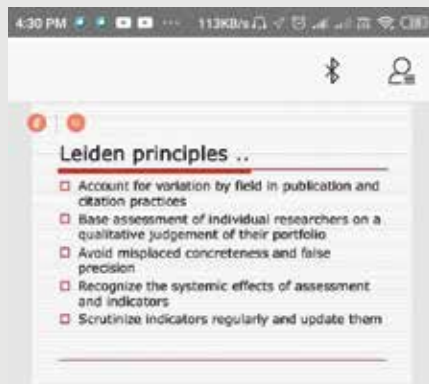 4:30 PM ··· 113KB/s
Leiden principles ..
Account for variation by field in publication and
citation practices
Base assessment of individual researchers on a
qualitative judgement of their portfolio
Avoid misplaced concreteness and false
precision
Recognize the systemic effects of assessment
and indicators
Scrutinize indicators regularly and update them